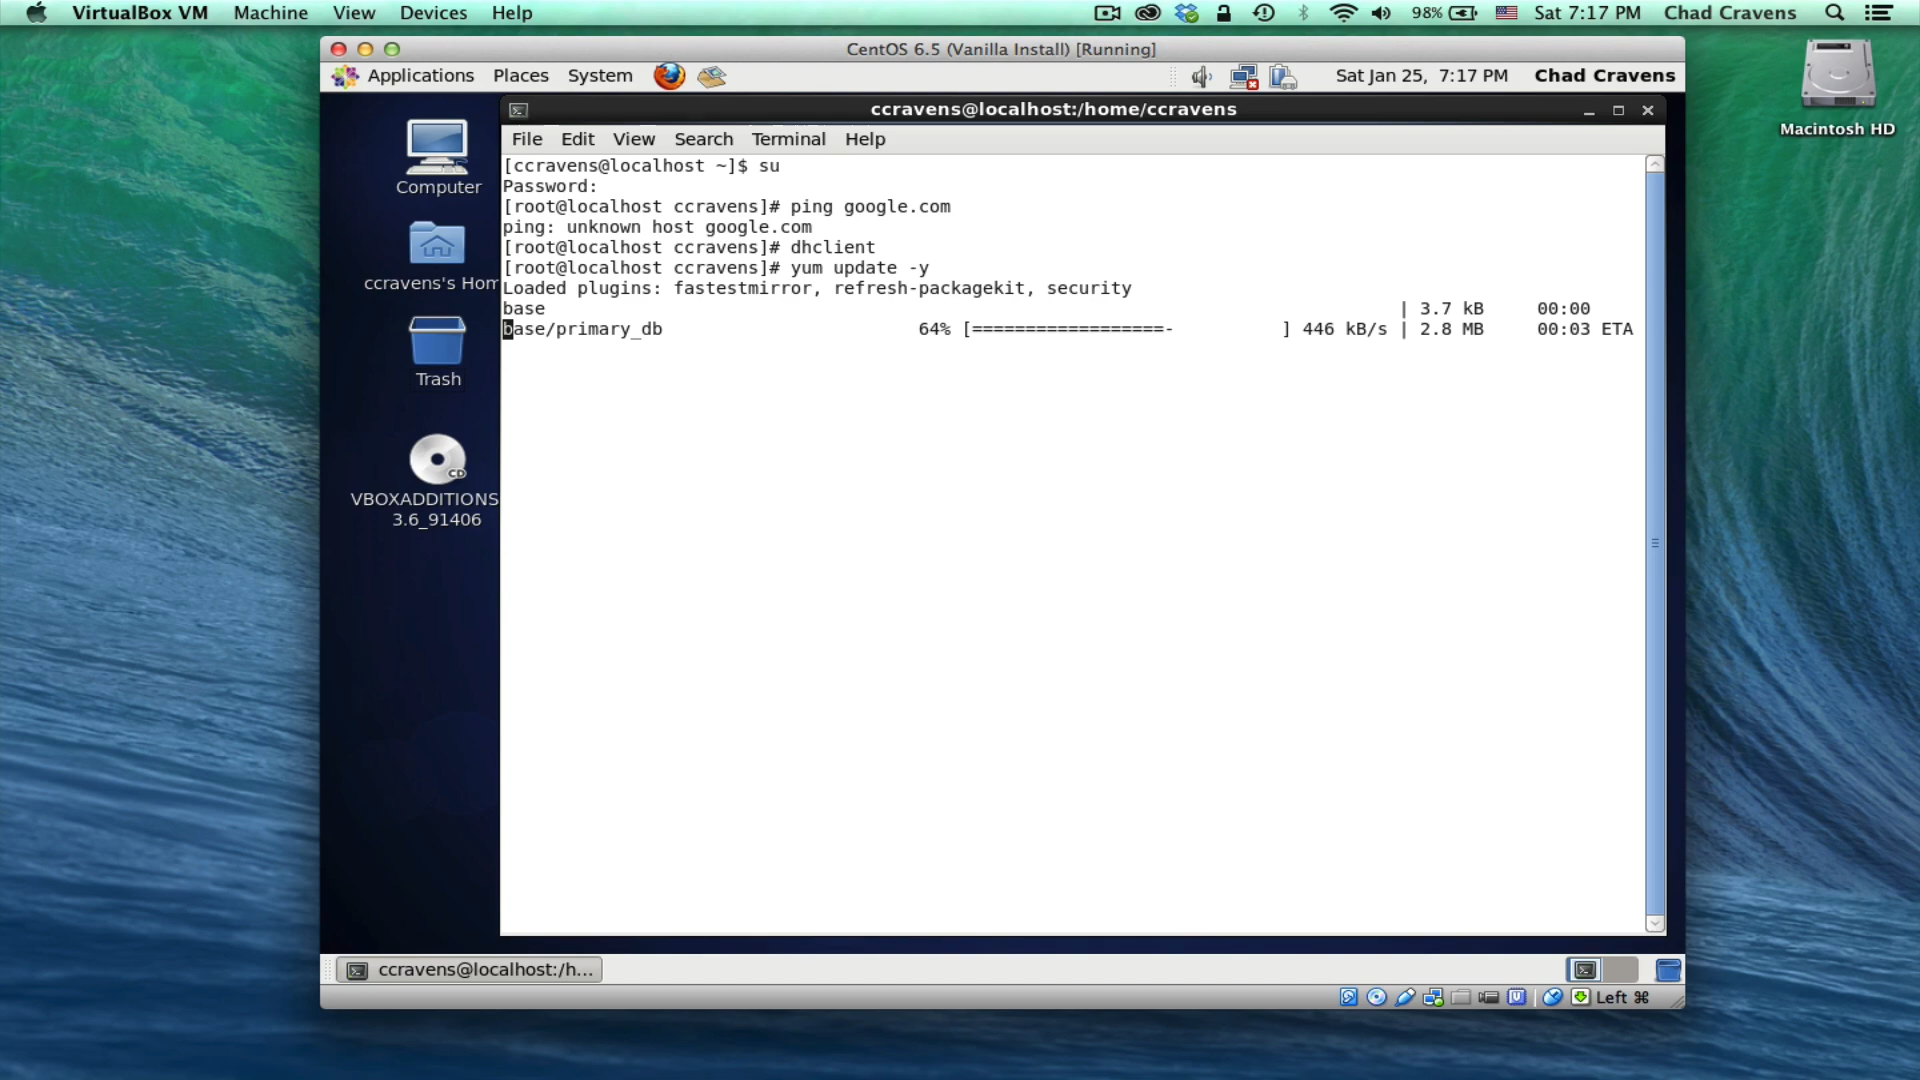 VirtualBox VM Machine View Devices Help 98% Sat 7:17 PM Chad Cravens
CentOS 6.5 (Vanilla Install) [Running]
Applications Places System Sat Jan 25, 7:17 PM Chad Cravens
Macintosh HD
ccravens@localhost:/home/ccravens
File Edit View Search Terminal Help
Computer
ccravens's Hom
Trash
CD
VBOXADDITIONS
3.6_91406
[ccravens@localhost ~]$ su
Password:
[root@localhost ccravens]# ping google.com
ping: unknown host google.com
[root@localhost ccravens]# dhclient
[root@localhost ccravens]# yum update -y
Loaded plugins: fastestmirror, refresh-packagekit, security
base | 3.7 kB 00:00
base/primary_db 64% [==================- ] 446 kB/s | 2.8 MB 00:03 ETA
ccravens@localhost:/h...
Left ⌘